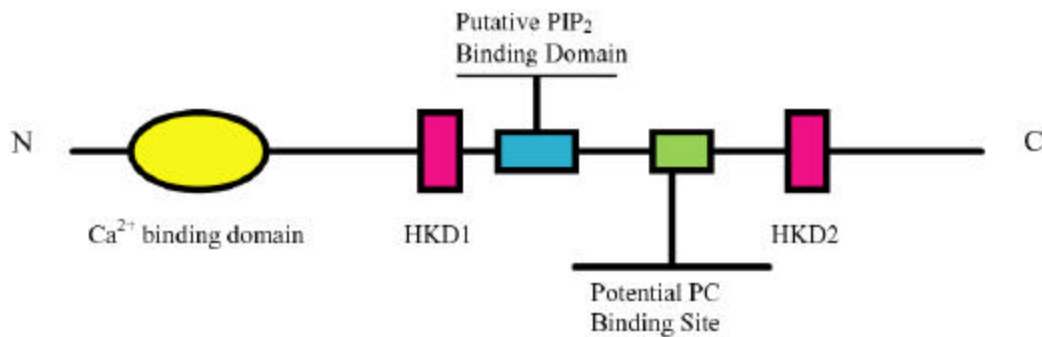 Putative PIP₂
Binding Domain
N
C
Ca²⁺ binding domain
HKD1
HKD2
Potential PC
Binding Site